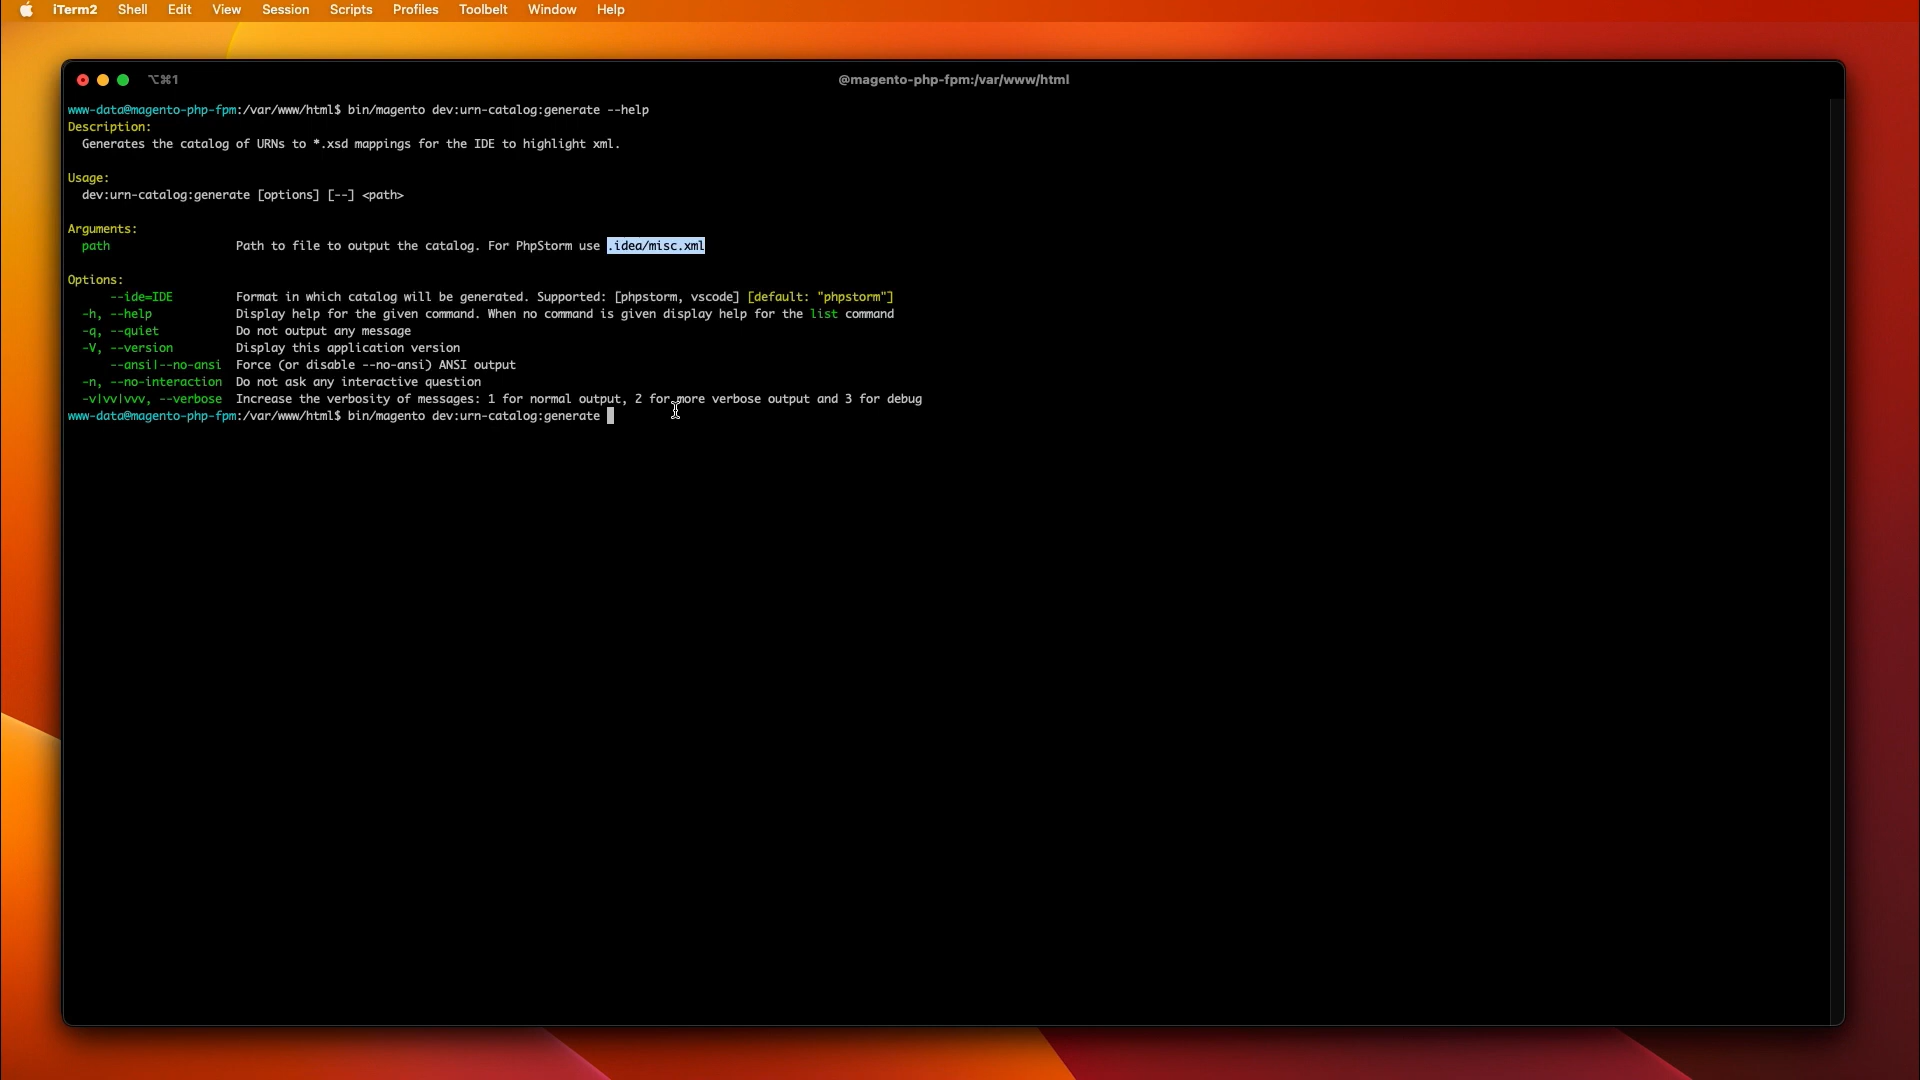 iTerm2 Shell Edit View Session Scripts Profiles Toolbelt Window Help
⌥⌘1 @magento-php-fpm:/var/www/html
www-data@magento-php-fpm:/var/www/html$ bin/magento dev:urn-catalog:generate --help
Description:
  Generates the catalog of URNs to *.xsd mappings for the IDE to highlight xml.
Usage:
  dev:urn-catalog:generate [options] [--] <path>
Arguments:
  path                  Path to file to output the catalog. For PhpStorm use .idea/misc.xml
Options:
      --ide=IDE         Format in which catalog will be generated. Supported: [phpstorm, vscode] [default: "phpstorm"]
  -h, --help            Display help for the given command. When no command is given display help for the list command
  -q, --quiet           Do not output any message
  -V, --version         Display this application version
      --ansi|--no-ansi  Force (or disable --no-ansi) ANSI output
  -n, --no-interaction  Do not ask any interactive question
  -v|vv|vvv, --verbose  Increase the verbosity of messages: 1 for normal output, 2 for more verbose output and 3 for debug
www-data@magento-php-fpm:/var/www/html$ bin/magento dev:urn-catalog:generate